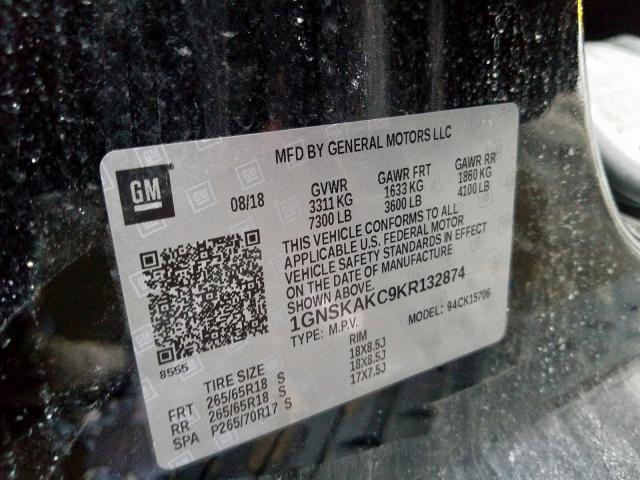 MFD BY GENERAL MOTORS LLC
GM
08/18
GVWR GAWR FRT GAWR RR
3311 KG 1633 KG 1860 KG
7300 LB 3600 LB 4100 LB
THIS VEHICLE CONFORMS TO ALL
APPLICABLE U.S. FEDERAL MOTOR
VEHICLE SAFETY STANDARDS IN EFFECT
ON THE DATE OF MANUFACTURE
SHOWN ABOVE.
1GNSKAKC9KR132874
TYPE: M.P.V. MODEL: 94CK15706
8555
TIRE SIZE RIM
FRT 265/65R18 S 18X8.5J
RR 265/65R18 S 18X8.5J
SPA P265/70R17 S 17X7.5J